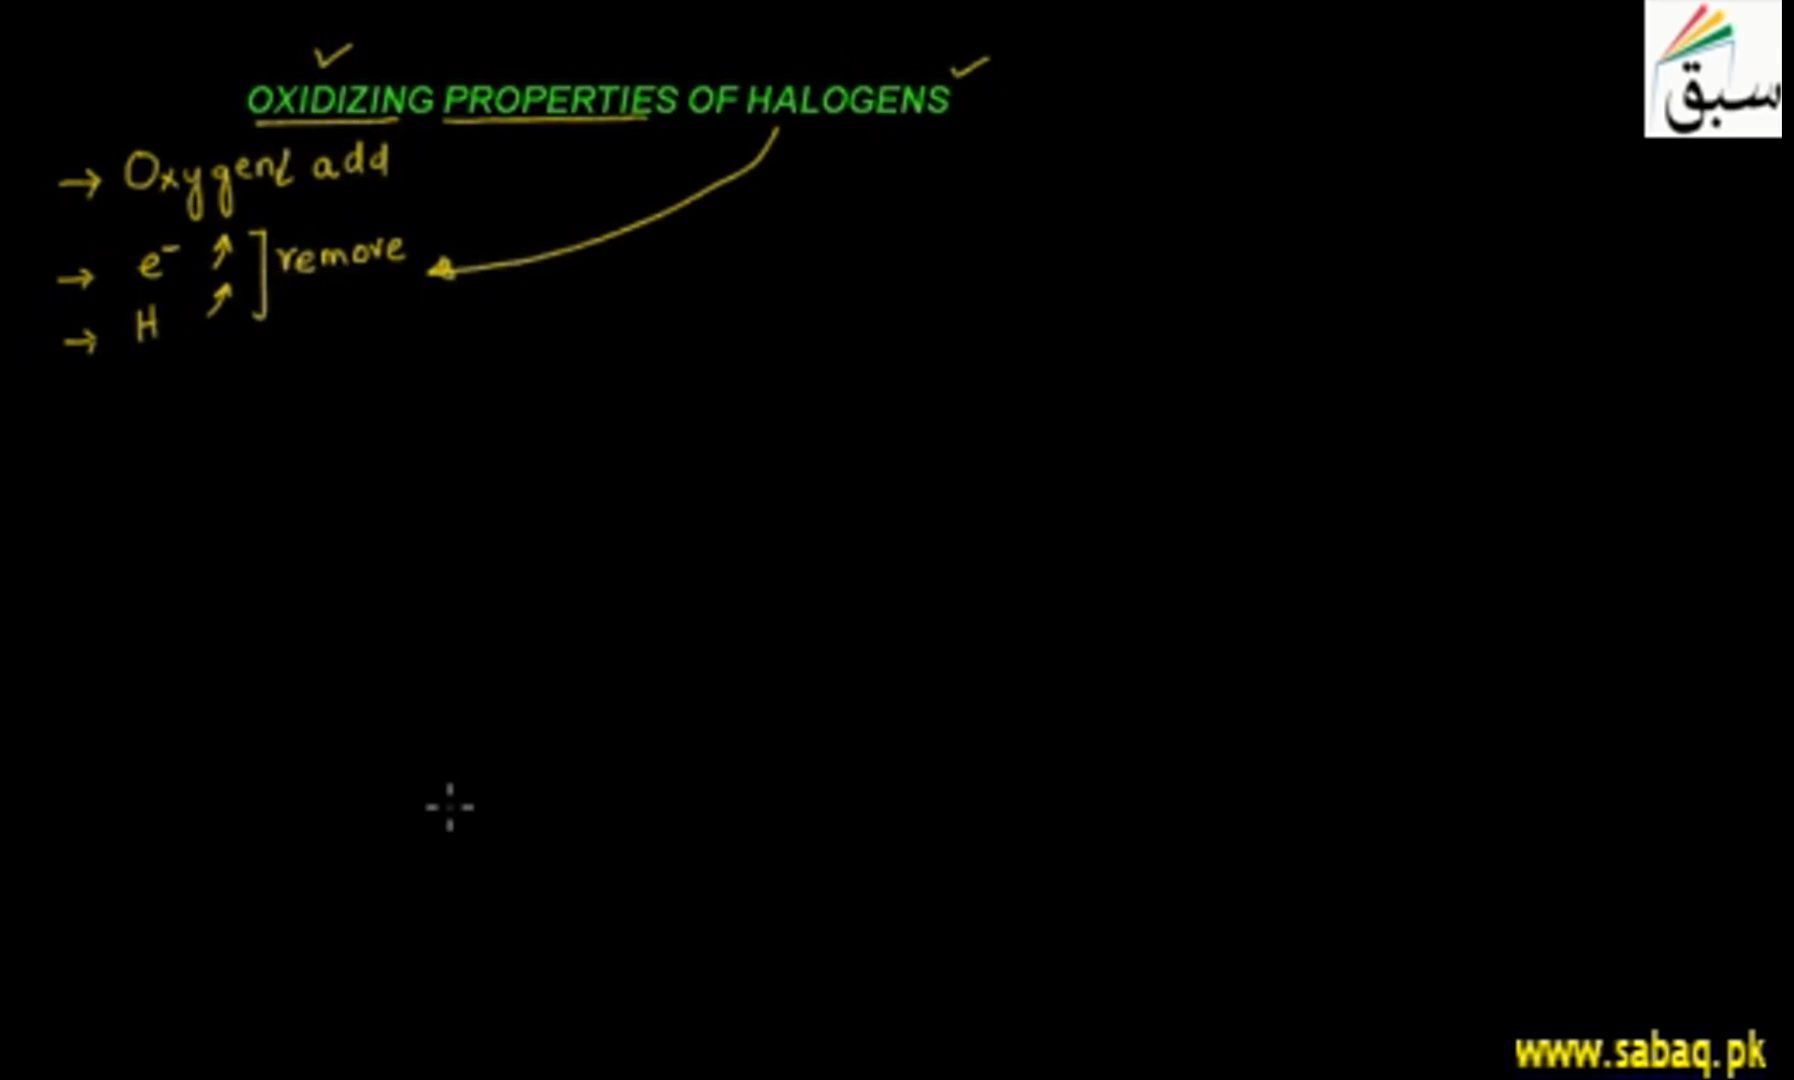 سبق
OXIDIZING PROPERTIES OF HALOGENS
→ Oxygen add
→ e⁻ ↗ ] remove
→ H ↗
www.sabaq.pk